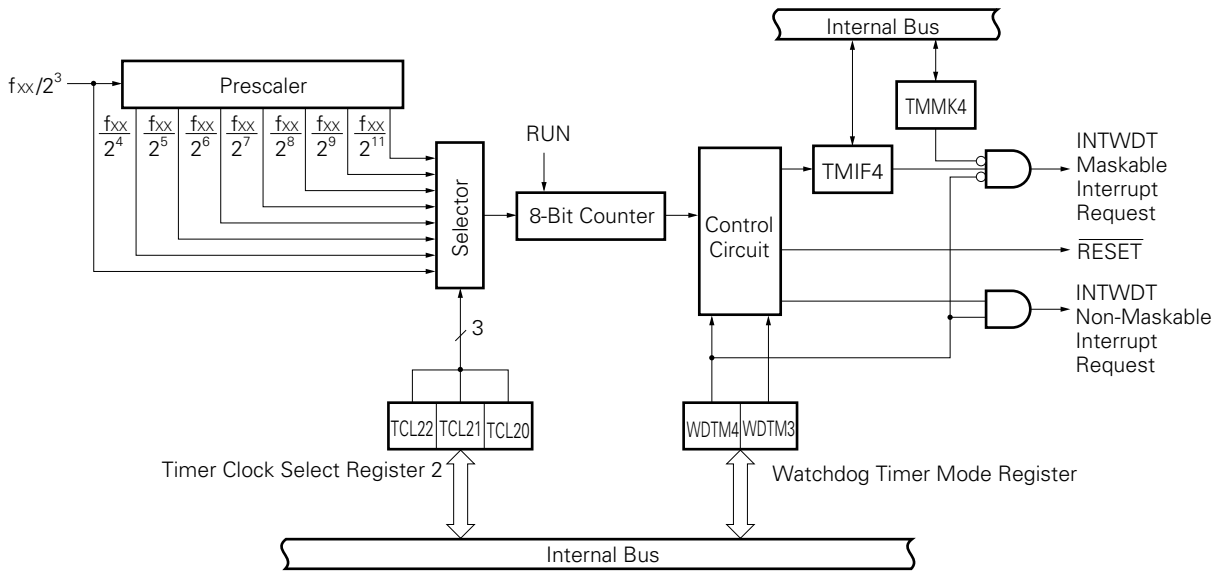 Internal Bus
fxx/2³
Prescaler
TMMK4
fxx/2⁴
fxx/2⁵
fxx/2⁶
fxx/2⁷
fxx/2⁸
fxx/2⁹
fxx/2¹¹
RUN
INTWDT
Maskable
Interrupt
Request
TMIF4
Selector
8-Bit Counter
Control
Circuit
RESET
INTWDT
Non-Maskable
Interrupt
Request
3
TCL22 TCL21 TCL20
WDTM4 WDTM3
Timer Clock Select Register 2
Watchdog Timer Mode Register
Internal Bus